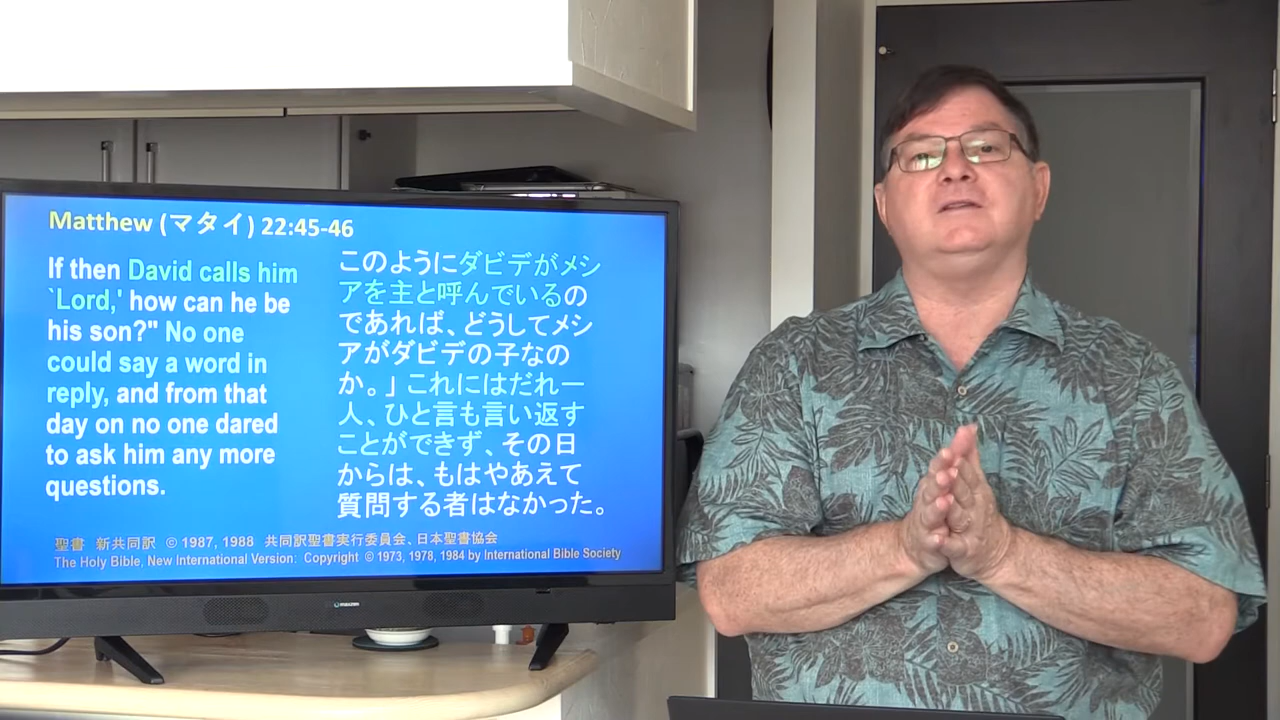 Matthew (マタイ) 22:45-46
If then David calls him
`Lord,' how can he be
his son?" No one
could say a word in
reply, and from that
day on no one dared
to ask him any more
questions.
このようにダビデがメシ
アを主と呼んでいるの
であれば、どうしてメシ
アがダビデの子なの
か。」これにはだれ一
人、ひと言も言い返す
ことができず、その日
からは、もはやあえて
質問する者はなかった。
聖書 新共同訳 © 1987, 1988 共同訳聖書実行委員会、日本聖書協会
The Holy Bible, New International Version: Copyright © 1973, 1978, 1984 by International Bible Society
maxzen